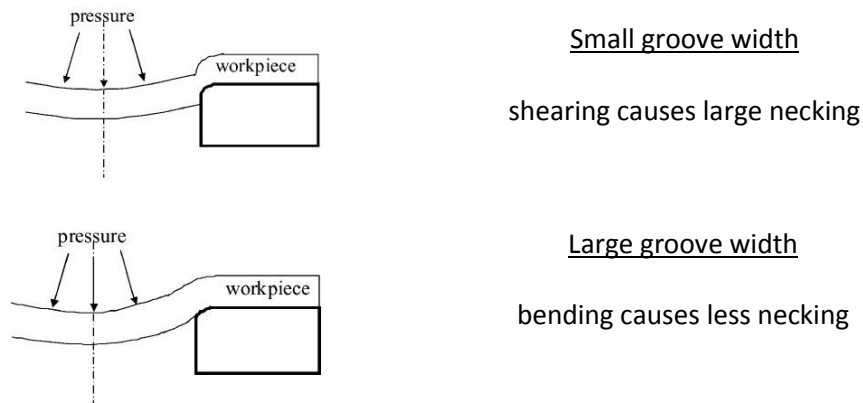 pressure
workpiece
Small groove width
shearing causes large necking
pressure
workpiece
Large groove width
bending causes less necking